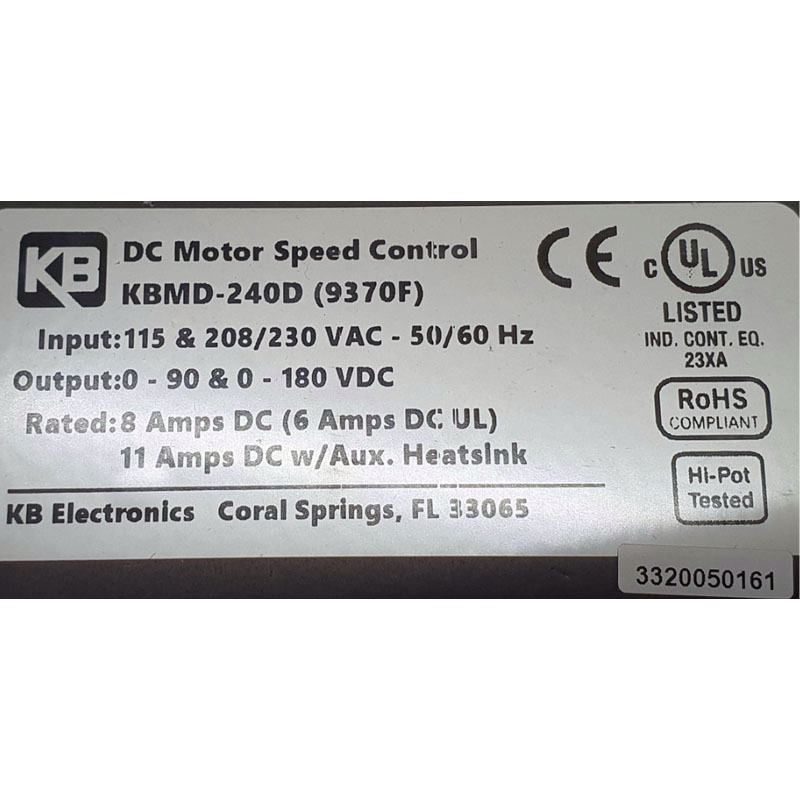 KB
DC Motor Speed Control
KBMD-240D (9370F)
Input:115 & 208/230 VAC - 50/60 Hz
Output:0 - 90 & 0 - 180 VDC
Rated:8 Amps DC (6 Amps DC UL)
11 Amps DC w/Aux. Heatsink
KB Electronics Coral Springs, FL 33065
CE
C UL US
LISTED
IND. CONT. EQ.
23XA
RoHS
COMPLIANT
Hi-Pot
Tested
3320050161